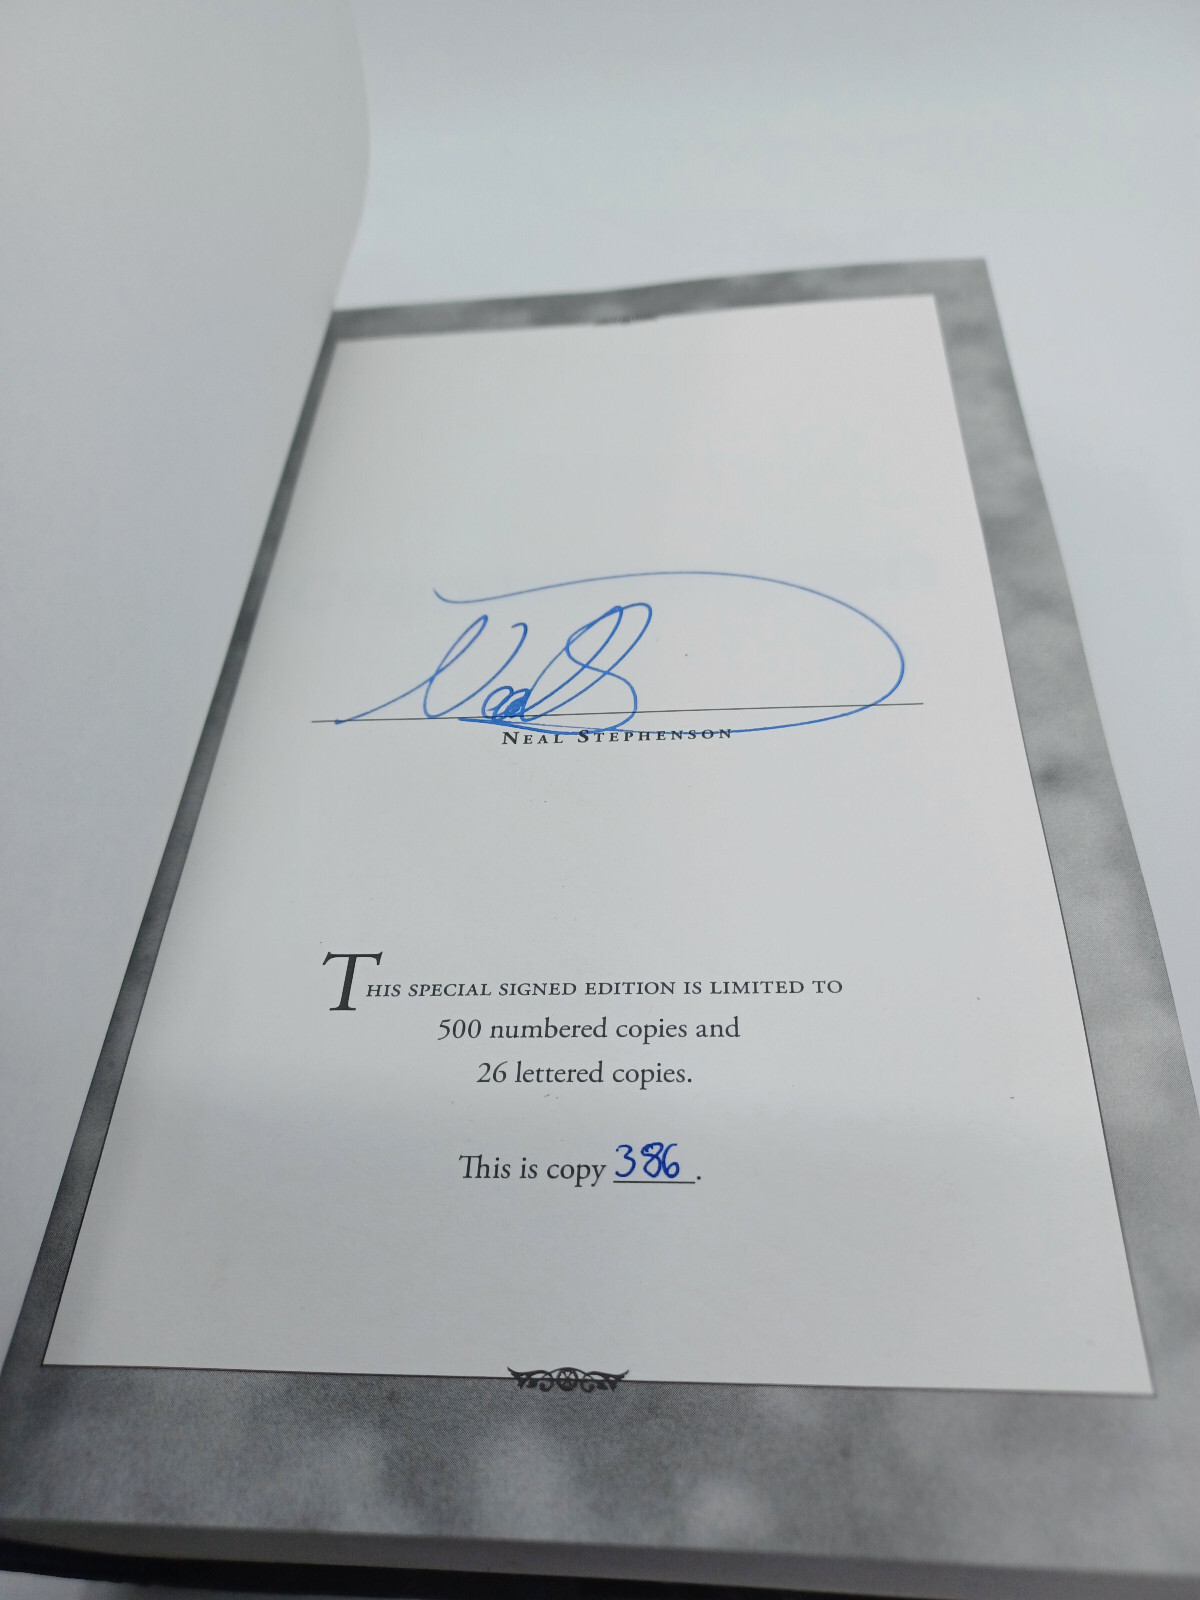 Neal S
NEAL STEPHENSON
THIS SPECIAL SIGNED EDITION IS LIMITED TO
500 numbered copies and
26 lettered copies.
This is copy 386.